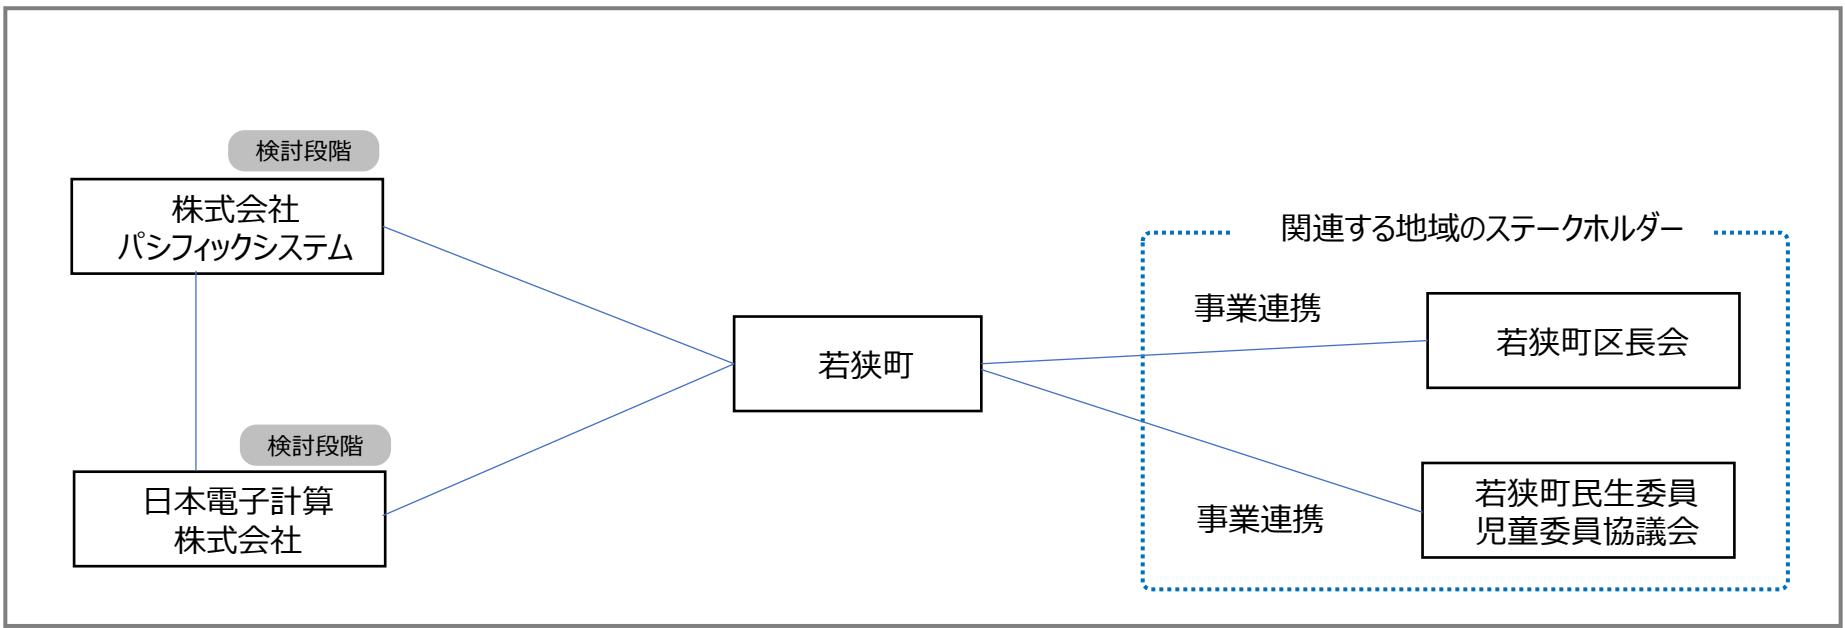 検討段階
株式会社
パシフィックシステム
検討段階
日本電子計算
株式会社
若狭町
関連する地域のステークホルダー
事業連携
若狭町区長会
事業連携
若狭町民生委員
児童委員協議会